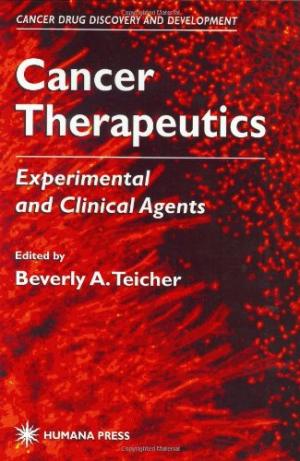 CANCER DRUG DISCOVERY AND DEVELOPMENT
Cancer
Therapeutics
Experimental
and Clinical Agents
Edited by
Beverly A. Teicher
HUMANA PRESS